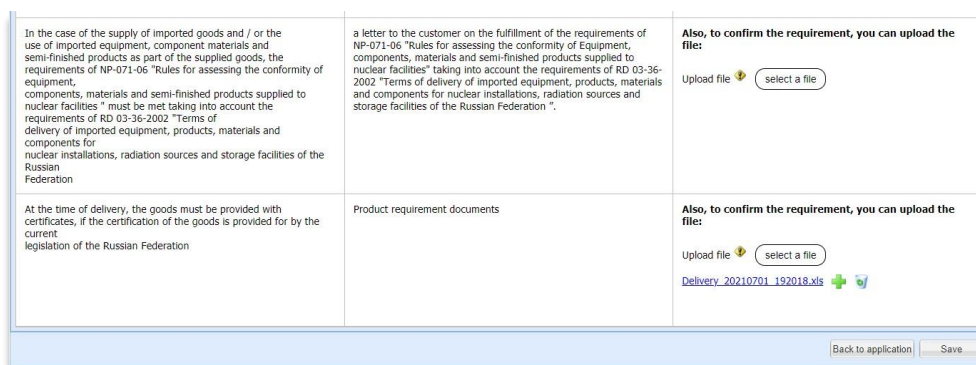 In the case of the supply of imported goods and / or the
use of imported equipment, component materials and
semi-finished products as part of the supplied goods, the
requirements of NP-071-06 "Rules for assessing the conformity of
equipment,
components, materials and semi-finished products supplied to
nuclear facilities " must be met taking into account the
requirements of RD 03-36-2002 "Terms of
delivery of imported equipment, products, materials and
components for
nuclear installations, radiation sources and storage facilities of the
Russian
Federation
a letter to the customer on the fulfillment of the requirements of
NP-071-06 "Rules for assessing the conformity of Equipment,
components, materials and semi-finished products supplied to
nuclear facilities" taking into account the requirements of RD 03-36-
2002 "Terms of delivery of imported equipment, products, materials
and components for nuclear installations, radiation sources and
storage facilities of the Russian Federation ".
Also, to confirm the requirement, you can upload the
file:
Upload file select a file
At the time of delivery, the goods must be provided with
certificates, if the certification of the goods is provided for by the
current
legislation of the Russian Federation
Product requirement documents
Also, to confirm the requirement, you can upload the
file:
Upload file select a file
Delivery_20210701_192018.xls
Back to application Save